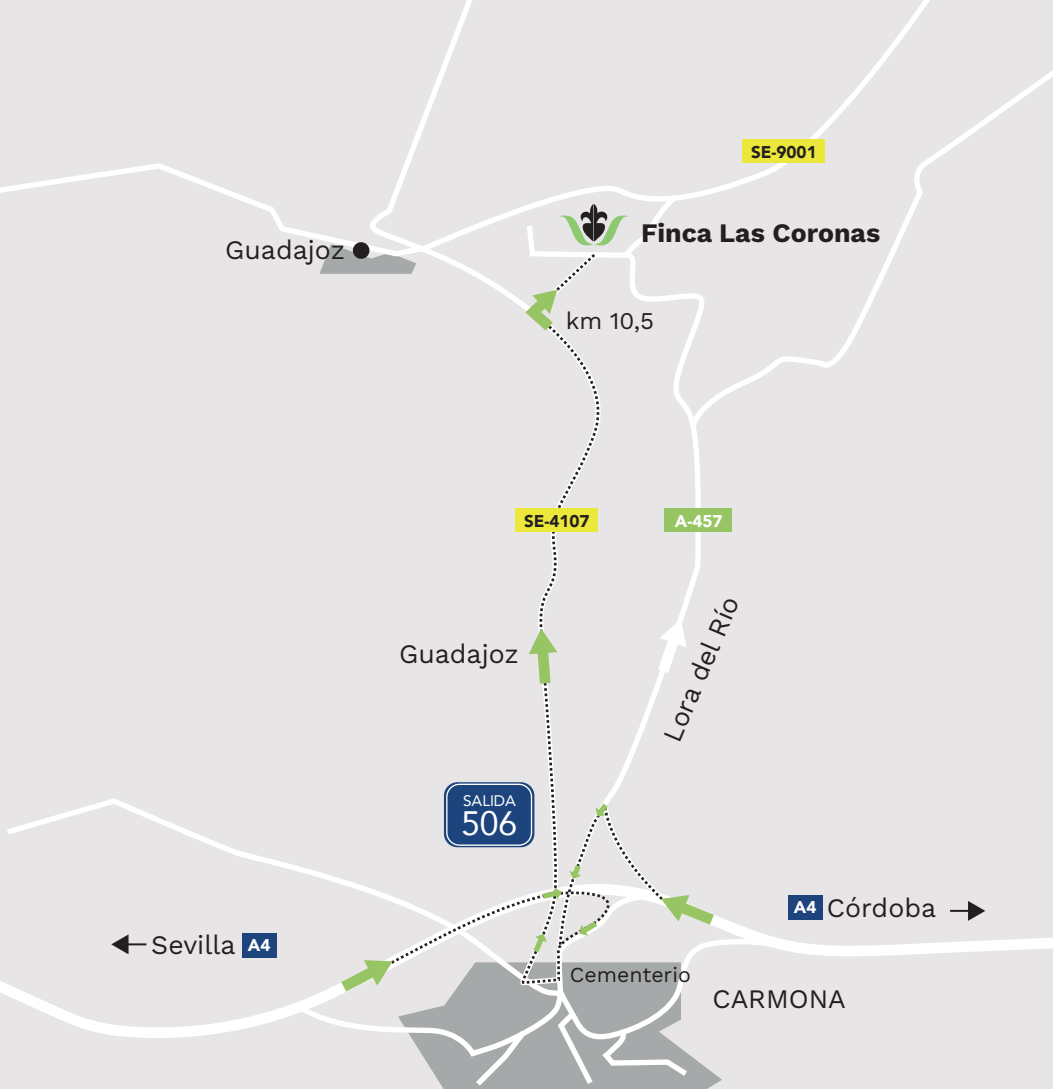 SE-9001
Finca Las Coronas
Guadajoz
km 10,5
SE-4107
A-457
Lora del Río
Guadajoz
SALIDA
506
A4 Córdoba
Sevilla A4
Cementerio
CARMONA